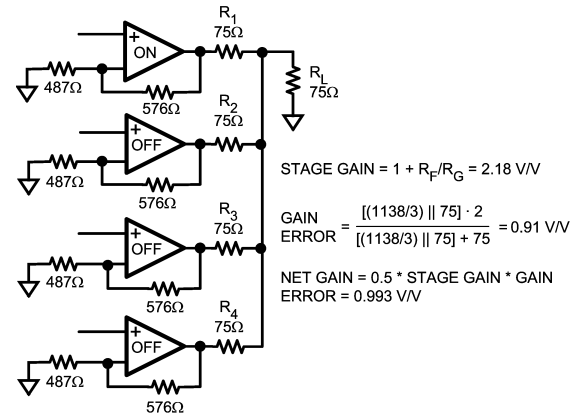 R1
75Ω
+
ON
487Ω
576Ω
RL
75Ω
R2
75Ω
+
OFF
487Ω
576Ω
STAGE GAIN = 1 + RF/RG = 2.18 V/V
R3
75Ω
+
OFF
487Ω
576Ω
GAIN ERROR = [(1138/3) || 75] · 2 / [(1138/3) || 75] + 75 = 0.91 V/V
NET GAIN = 0.5 * STAGE GAIN * GAIN
ERROR = 0.993 V/V
R4
75Ω
+
OFF
487Ω
576Ω